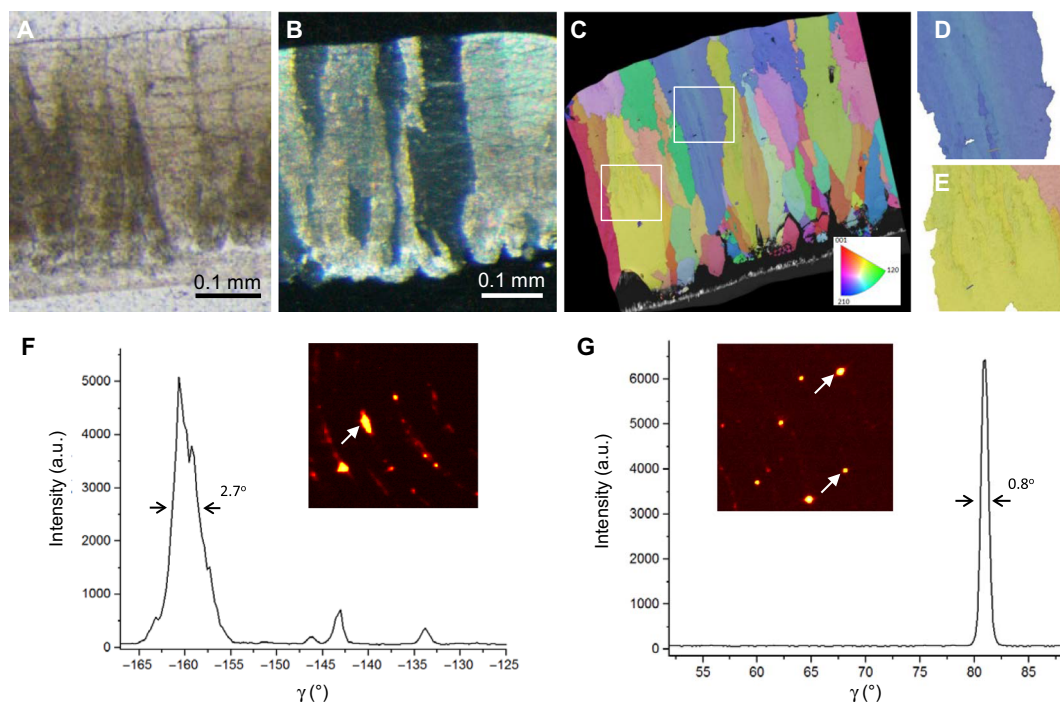 A
B
C
D
E
0.1 mm
0.1 mm
001
120
210
F
G
5000
4000
3000
2000
1000
0
Intensity (a.u.)
2.7°
−165
−160
−155
−150
−145
−140
−135
−130
−125
γ (°)
6000
5000
4000
3000
2000
1000
0
Intensity (a.u.)
0.8°
55
60
65
70
75
80
85
γ (°)